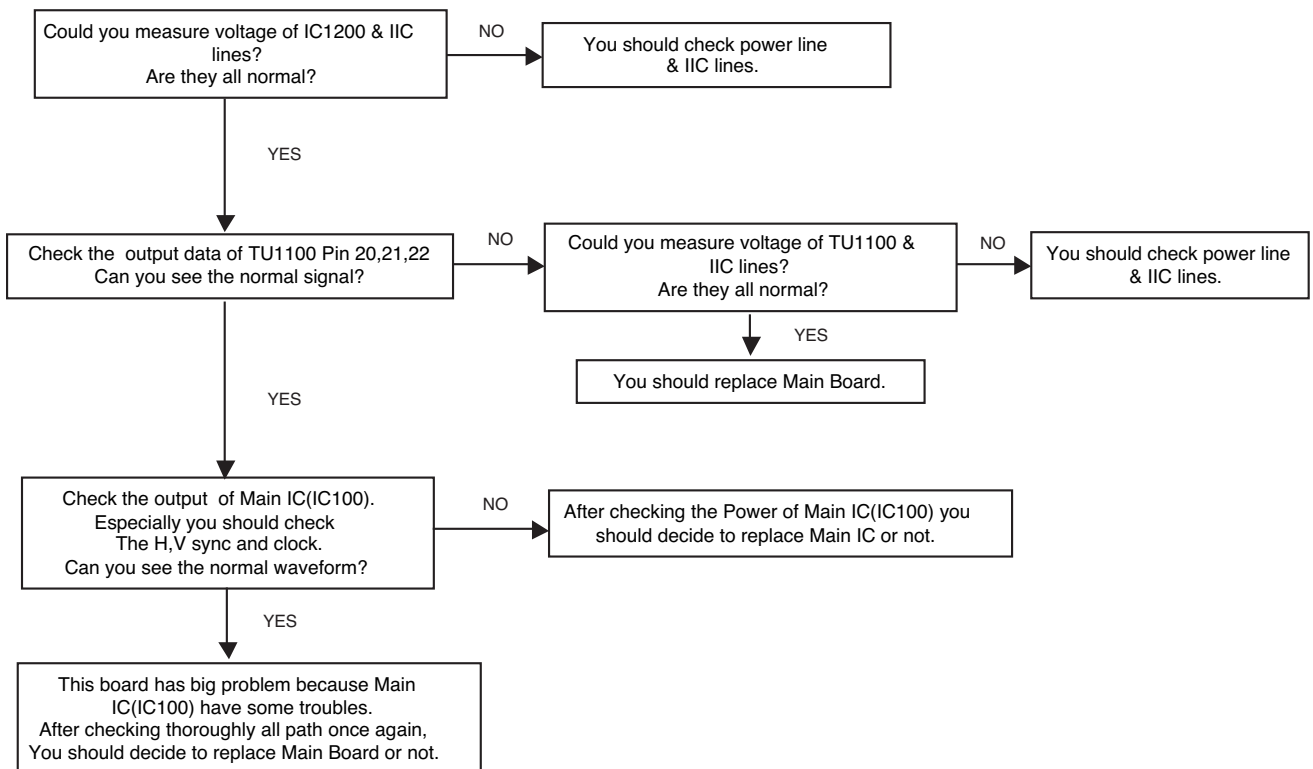 Could you measure voltage of IC1200 & IIC
lines?
Are they all normal?
NO
You should check power line
& IIC lines.
YES
Check the output data of TU1100 Pin 20,21,22
Can you see the normal signal?
NO
Could you measure voltage of TU1100 &
IIC lines?
Are they all normal?
NO
You should check power line
& IIC lines.
YES
You should replace Main Board.
YES
Check the output of Main IC(IC100).
Especially you should check
The H,V sync and clock.
Can you see the normal waveform?
NO
After checking the Power of Main IC(IC100) you
should decide to replace Main IC or not.
YES
This board has big problem because Main
IC(IC100) have some troubles.
After checking thoroughly all path once again,
You should decide to replace Main Board or not.